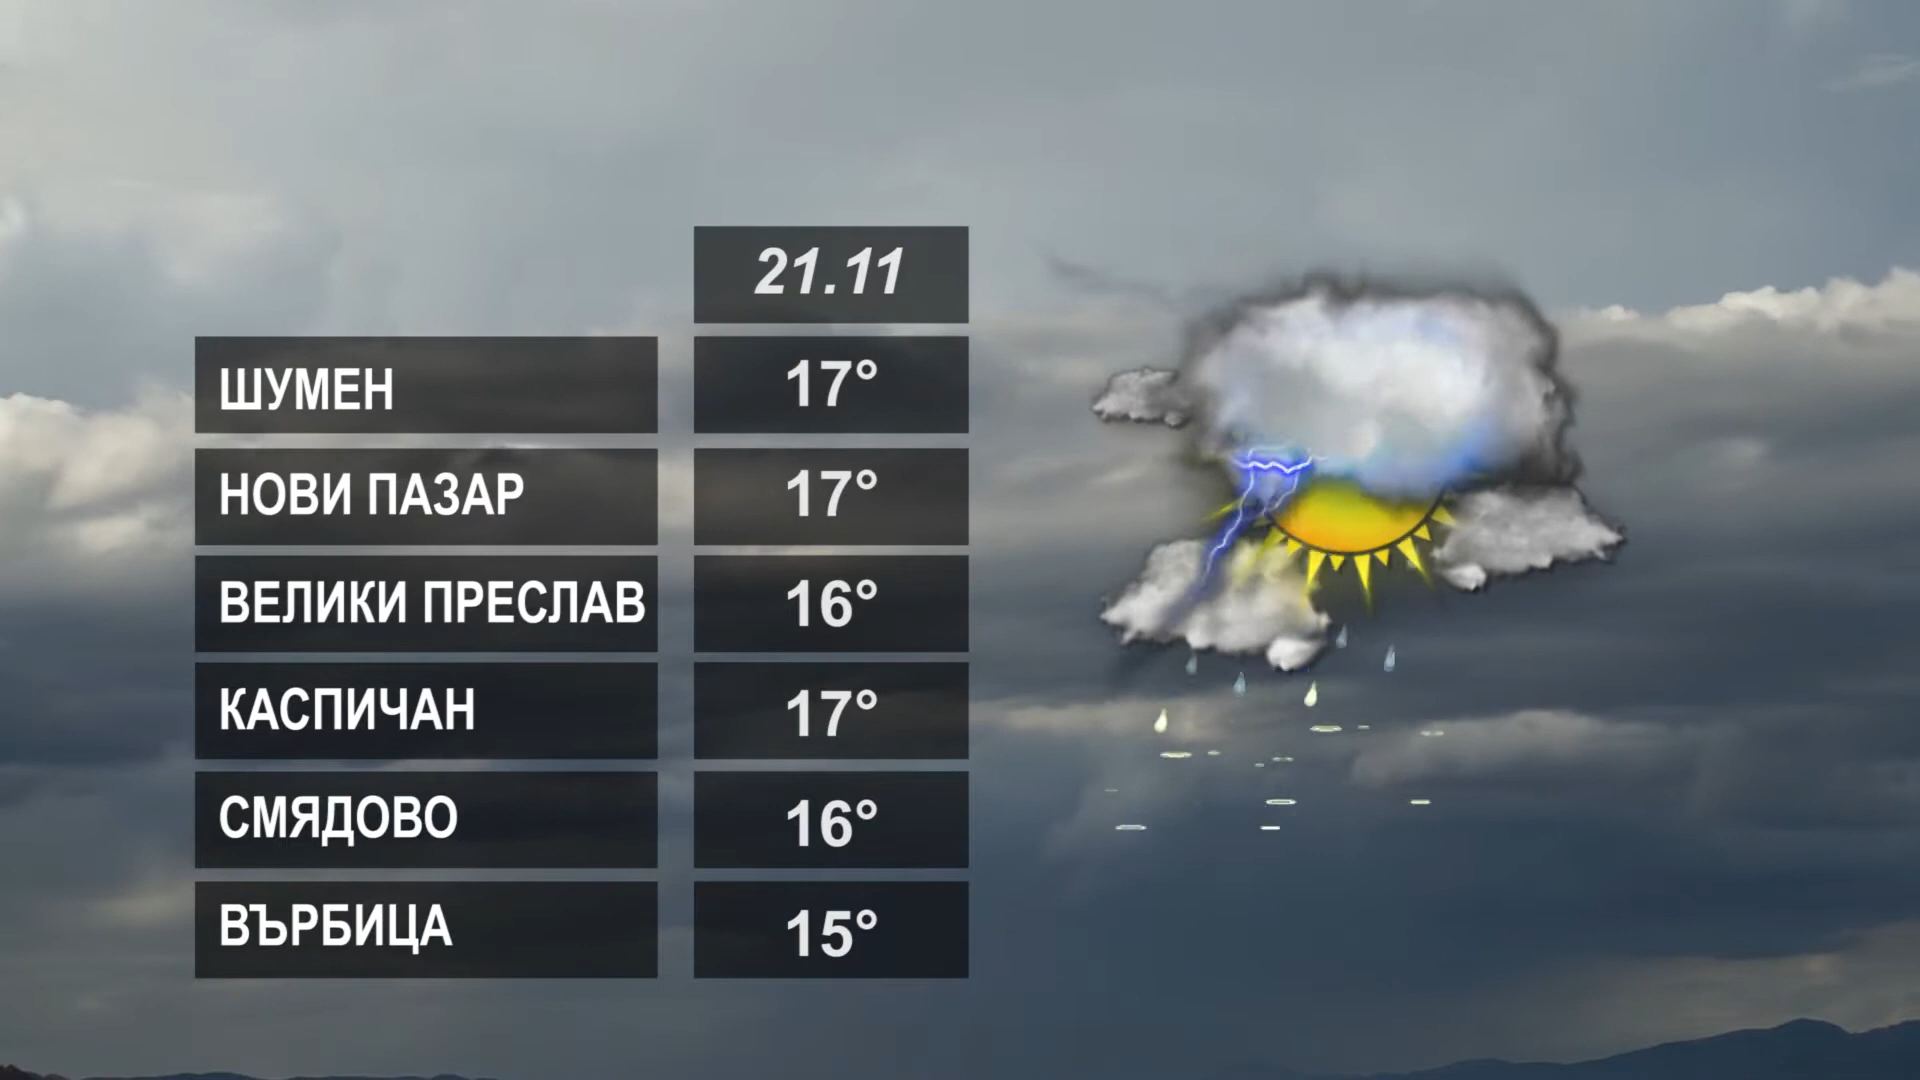 21.11
ШУМЕН 17°
НОВИ ПАЗАР 17°
ВЕЛИКИ ПРЕСЛАВ 16°
КАСПИЧАН 17°
СМЯДОВО 16°
ВЪРБИЦА 15°